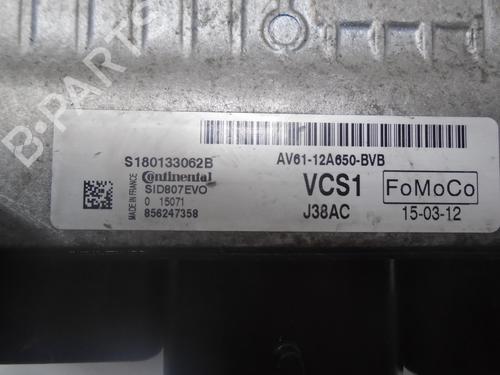 B-PARTS
S180133062B
AV61-12A650-BVB
MADE IN FRANCE
Continental
SID807EVO
0 15071
856247358
VCS1
FoMoCo
J38AC
15-03-12